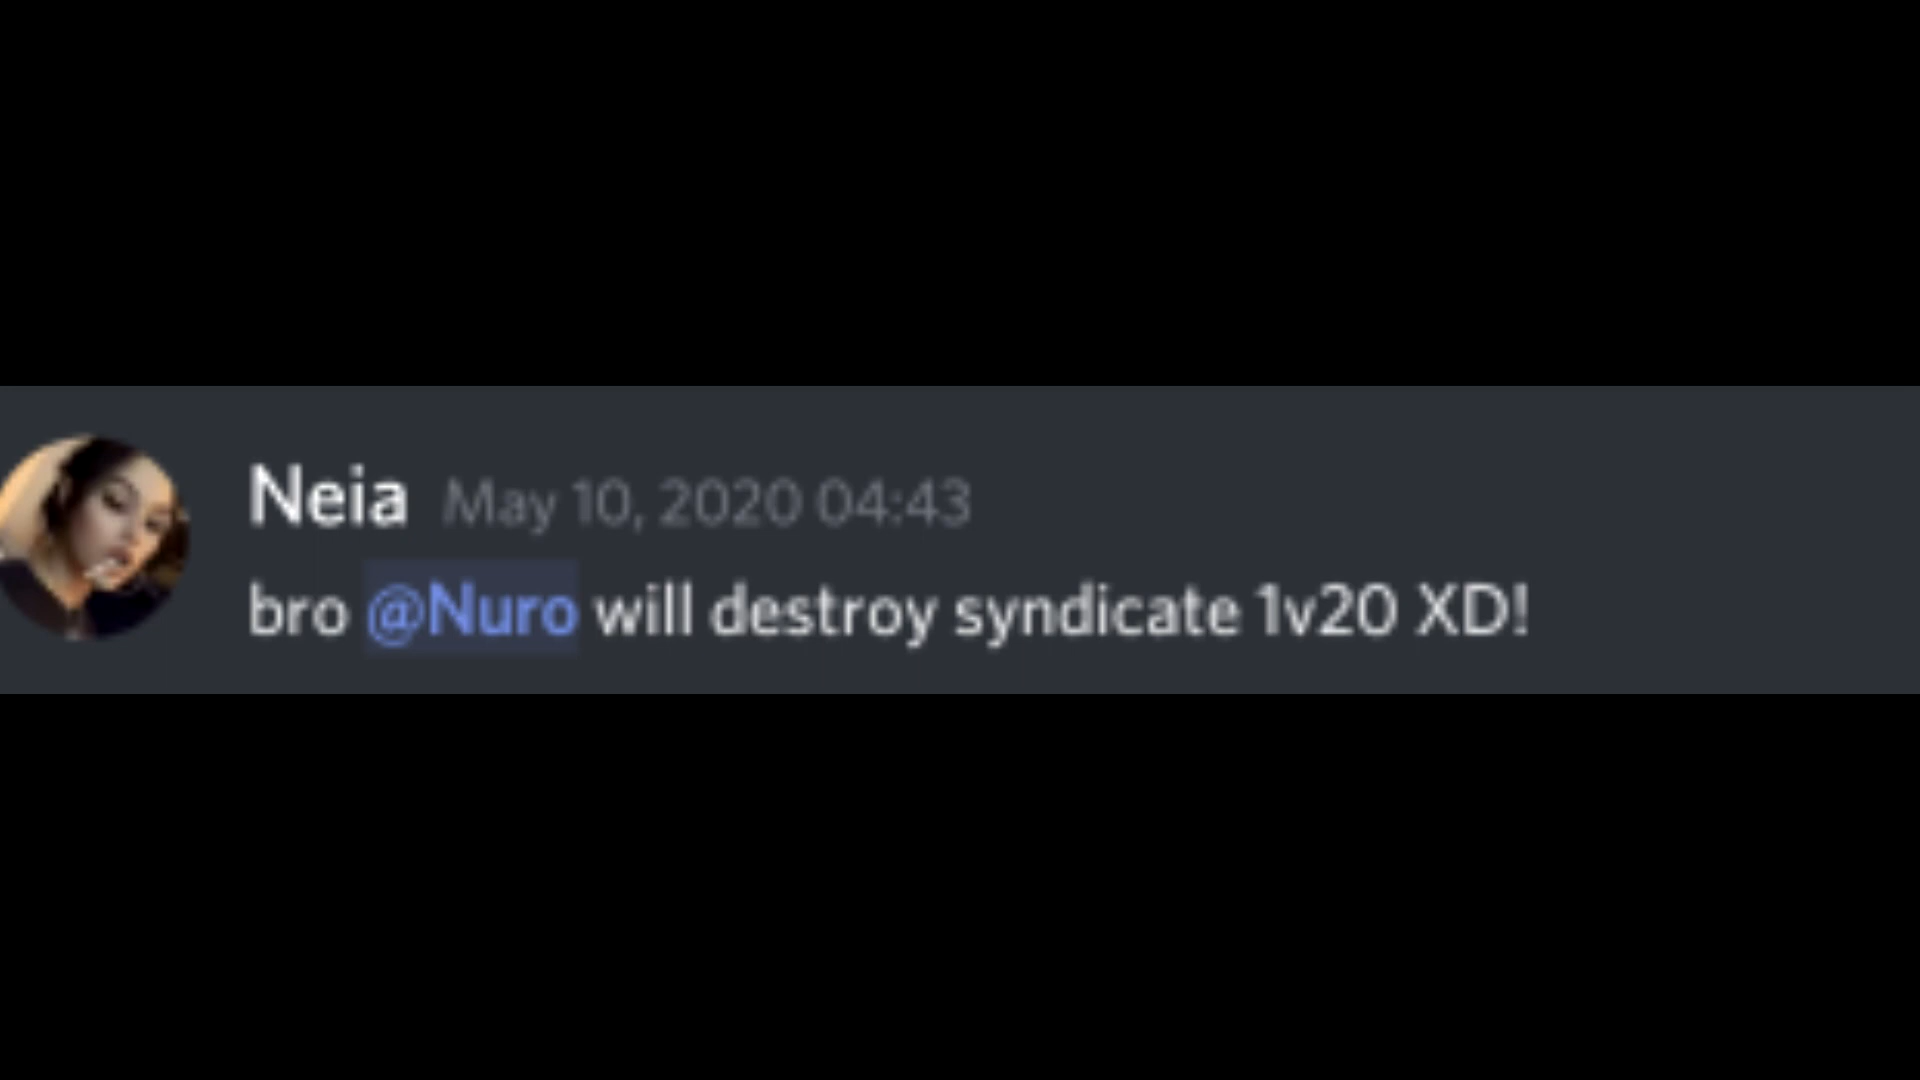 Neia May 10, 2020 04:43
bro @Nuro will destroy syndicate 1v20 XD!